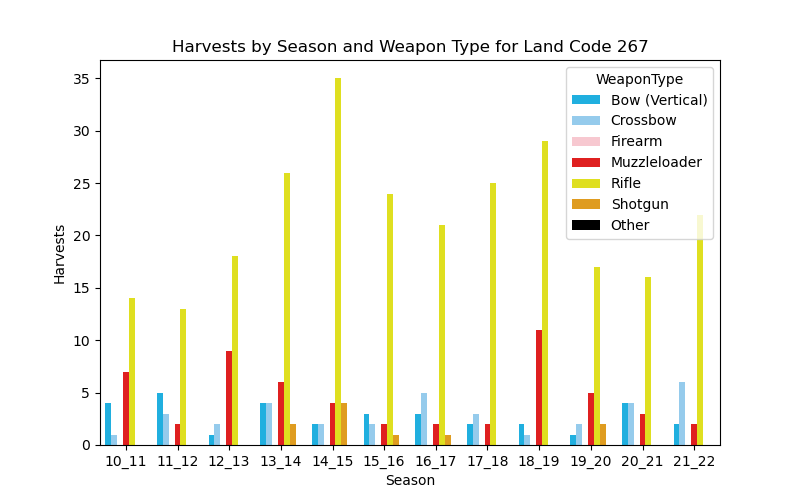 Harvests by Season and Weapon Type for Land Code 267
WeaponType
Bow (Vertical)
Crossbow
Firearm
Muzzleloader
Rifle
Shotgun
Other
Harvests
35
30
25
20
15
10
5
0
10_11 11_12 12_13 13_14 14_15 15_16 16_17 17_18 18_19 19_20 20_21 21_22
Season